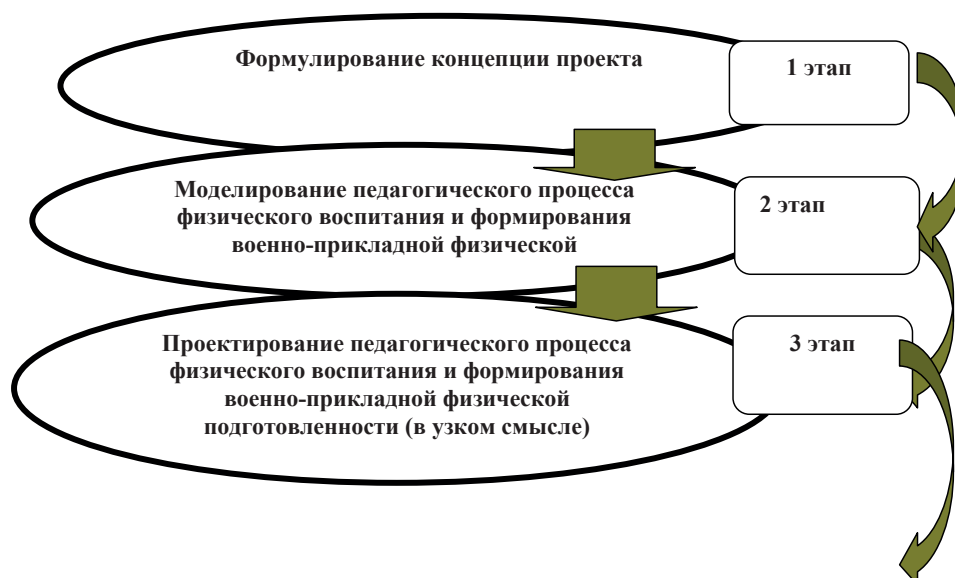 Формулирование концепции проекта
1 этап
Моделирование педагогического процесса
физического воспитания и формирования
военно-прикладной физической
2 этап
Проектирование педагогического процесса
физического воспитания и формирования
военно-прикладной физической
подготовленности (в узком смысле)
3 этап